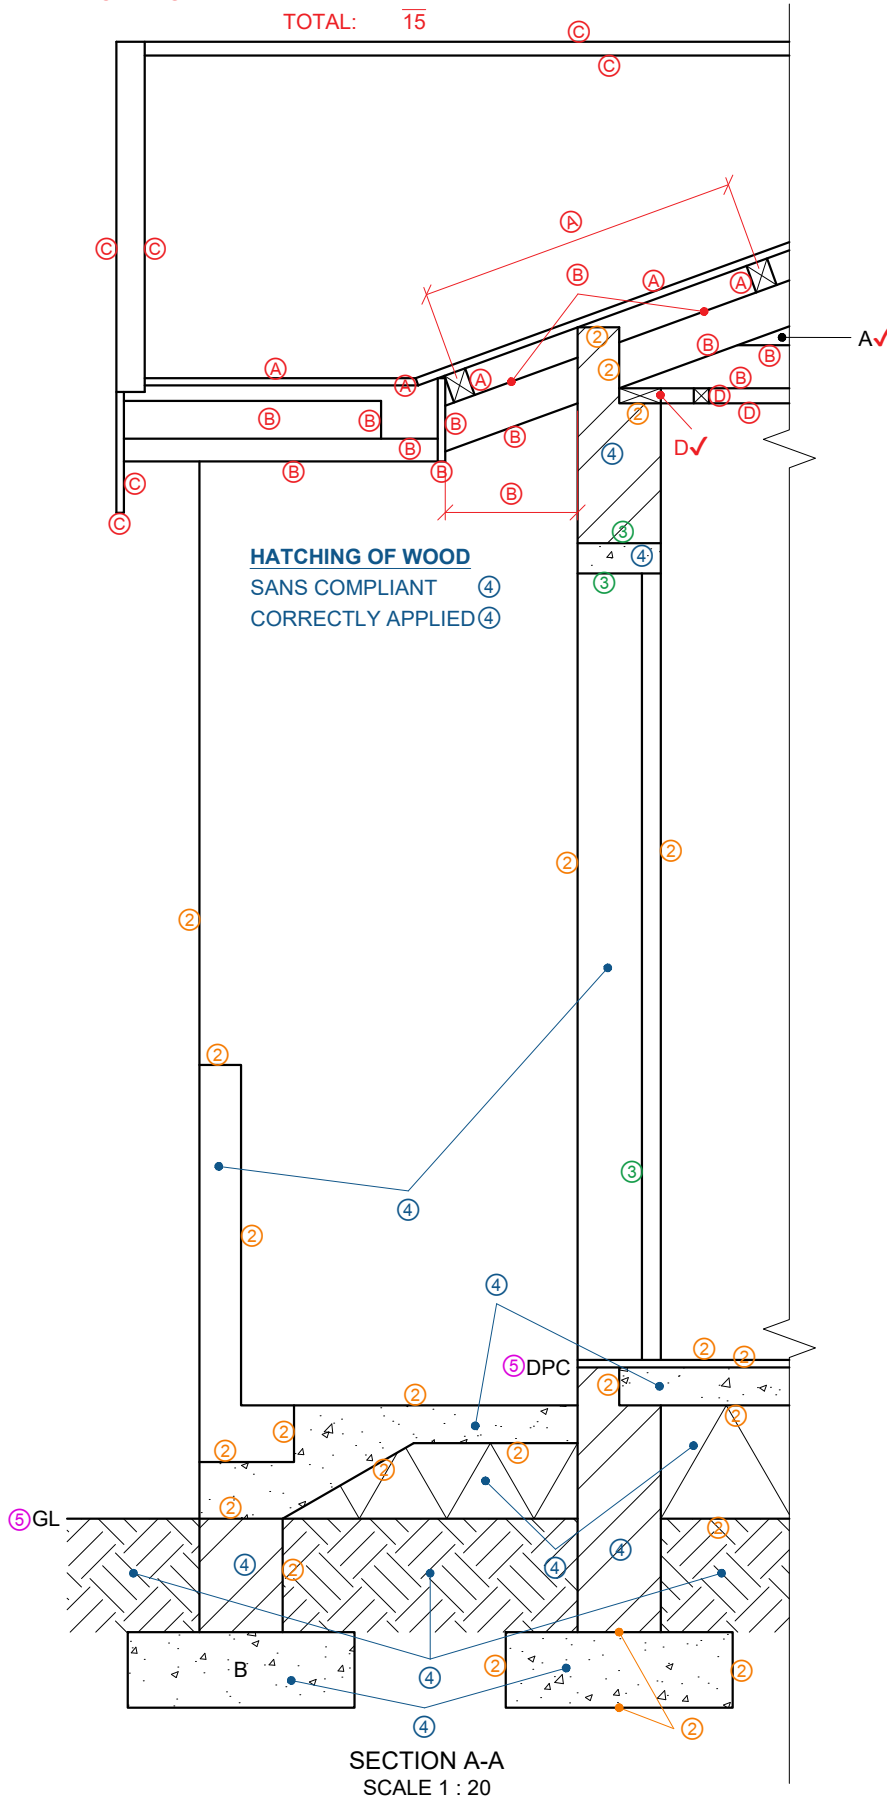 TOTAL: 15
C
C
C C
A
B
A
A
A✓
A
A
A
B
B
B
B
B
B
B
B
B
B
B
B
D
D
D✓
C
C
2
2
2
4
3
4
3
HATCHING OF WOOD
SANS COMPLIANT 4
CORRECTLY APPLIED 4
2
2
2
2
3
4
2
4
2
2
5 DPC
2
2
2
2
2
2
2
2
5 GL
2
2
4
2
4
4
2
2
B
4
4
2
SECTION A-A
SCALE 1 : 20